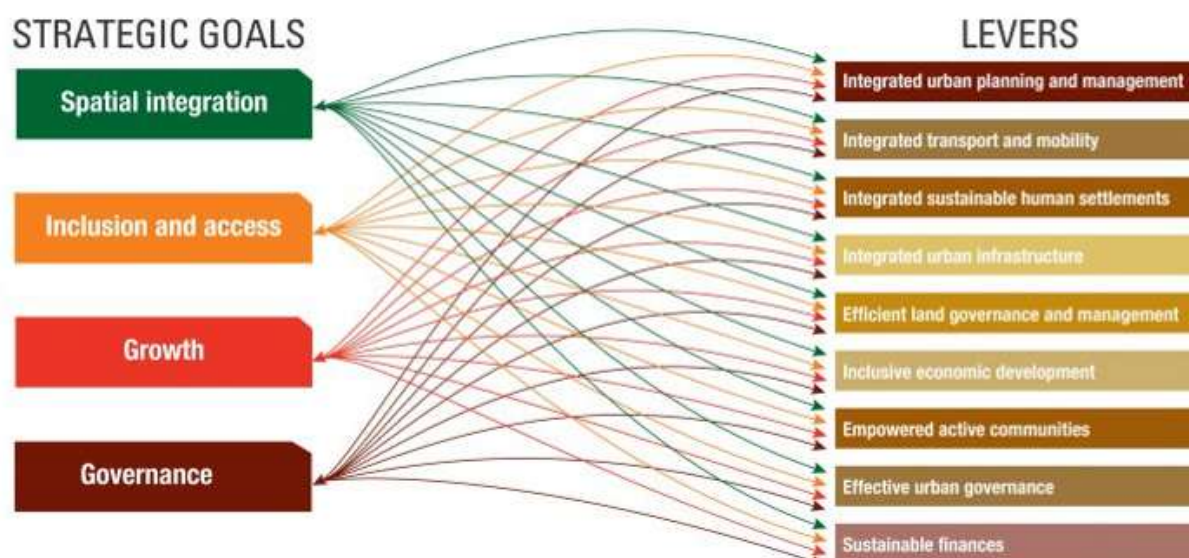 STRATEGIC GOALS
Spatial integration
Inclusion and access
Growth
Governance
LEVERS
Integrated urban planning and management
Integrated transport and mobility
Integrated sustainable human settlements
Integrated urban infrastructure
Efficient land governance and management
Inclusive economic development
Empowered active communities
Effective urban governance
Sustainable finances